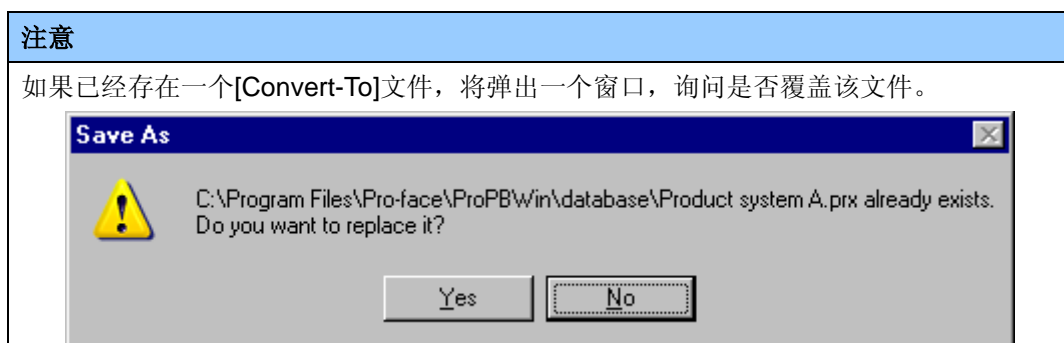 注意
如果已经存在一个[Convert-To]文件，将弹出一个窗口，询问是否覆盖该文件。
Save As
C:\Program Files\Pro-face\ProPBWin\database\Product system A.prx already exists.
Do you want to replace it?
Yes
No